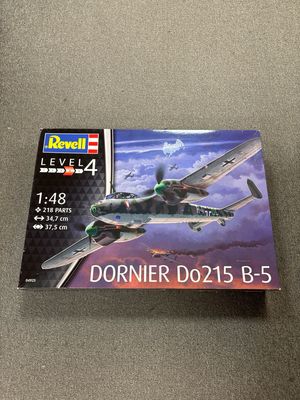 Revell
LEVEL 4
1:48
218 PARTS
34,7 cm
37,5 cm
DORNIER Do215 B-5